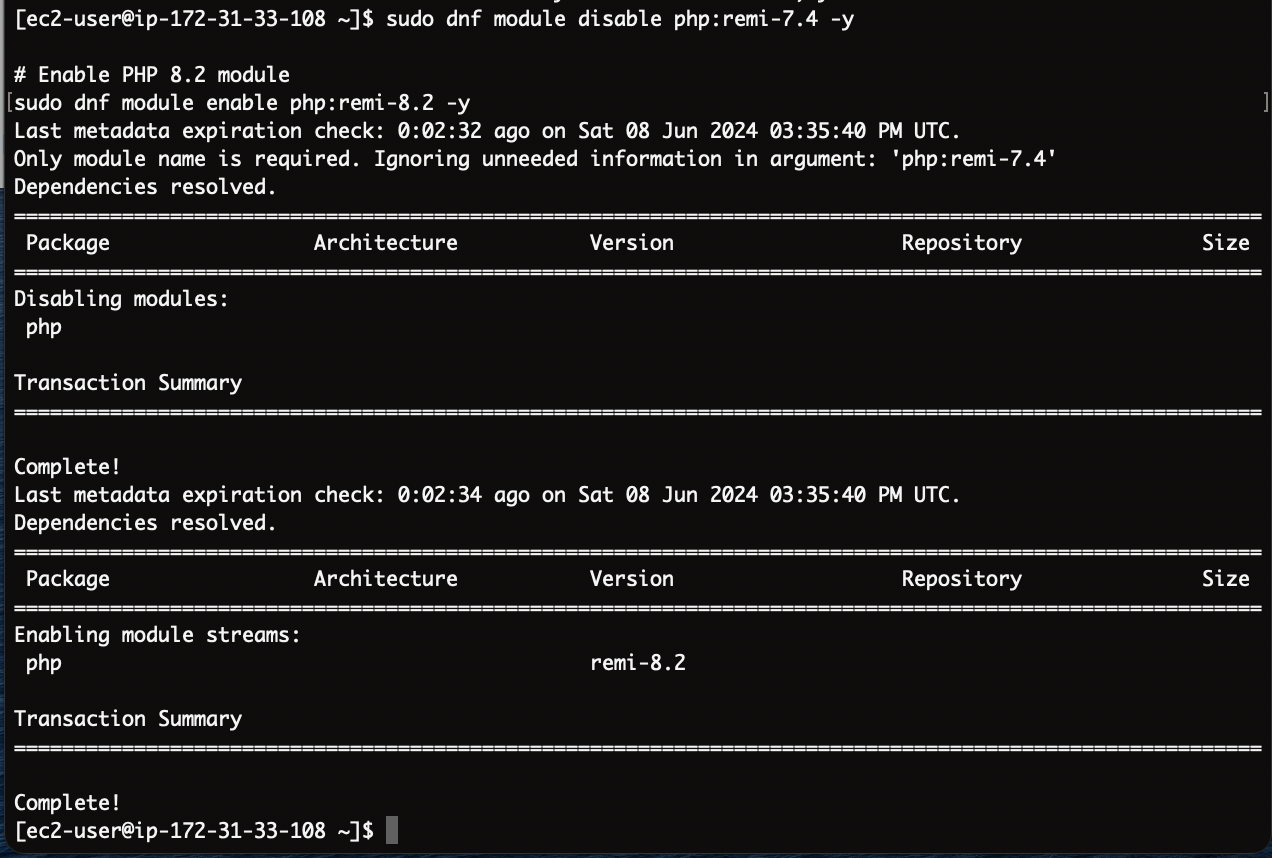 [ec2-user@ip-172-31-33-108 ~]$ sudo dnf module disable php:remi-7.4 -y
# Enable PHP 8.2 module
[sudo dnf module enable php:remi-8.2 -y ]
Last metadata expiration check: 0:02:32 ago on Sat 08 Jun 2024 03:35:40 PM UTC.
Only module name is required. Ignoring unneeded information in argument: 'php:remi-7.4'
Dependencies resolved.
Package Architecture Version Repository Size
Disabling modules:
php
Transaction Summary
Complete!
Last metadata expiration check: 0:02:34 ago on Sat 08 Jun 2024 03:35:40 PM UTC.
Dependencies resolved.
Package Architecture Version Repository Size
Enabling module streams:
php remi-8.2
Transaction Summary
Complete!
[ec2-user@ip-172-31-33-108 ~]$